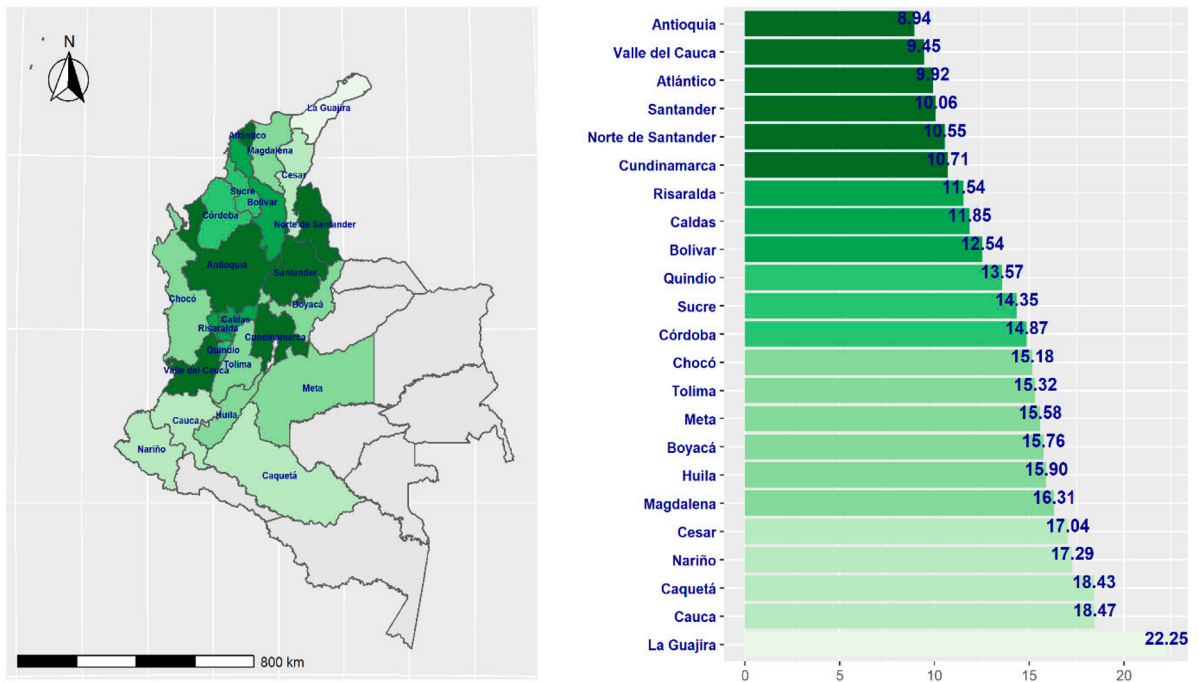 N
La Guajira
Atlántico
Magdalena
Cesar
Sucre
Bolívar
Córdoba
Norte de Santander
Antioquia
Santander
Chocó
Boyacá
Caldas
Risaralda
Cundinamarca
Quindío
Tolima
Valle del Cauca
Meta
Cauca
Huila
Nariño
Caquetá
800 km
Antioquia 8.94
Valle del Cauca 9.45
Atlántico 9.92
Santander 10.06
Norte de Santander 10.55
Cundinamarca 10.71
Risaralda 11.54
Caldas 11.85
Bolívar 12.54
Quindío 13.57
Sucre 14.35
Córdoba 14.87
Chocó 15.18
Tolima 15.32
Meta 15.58
Boyacá 15.76
Huila 15.90
Magdalena 16.31
Cesar 17.04
Nariño 17.29
Caquetá 18.43
Cauca 18.47
La Guajira 22.25
0 5 10 15 20